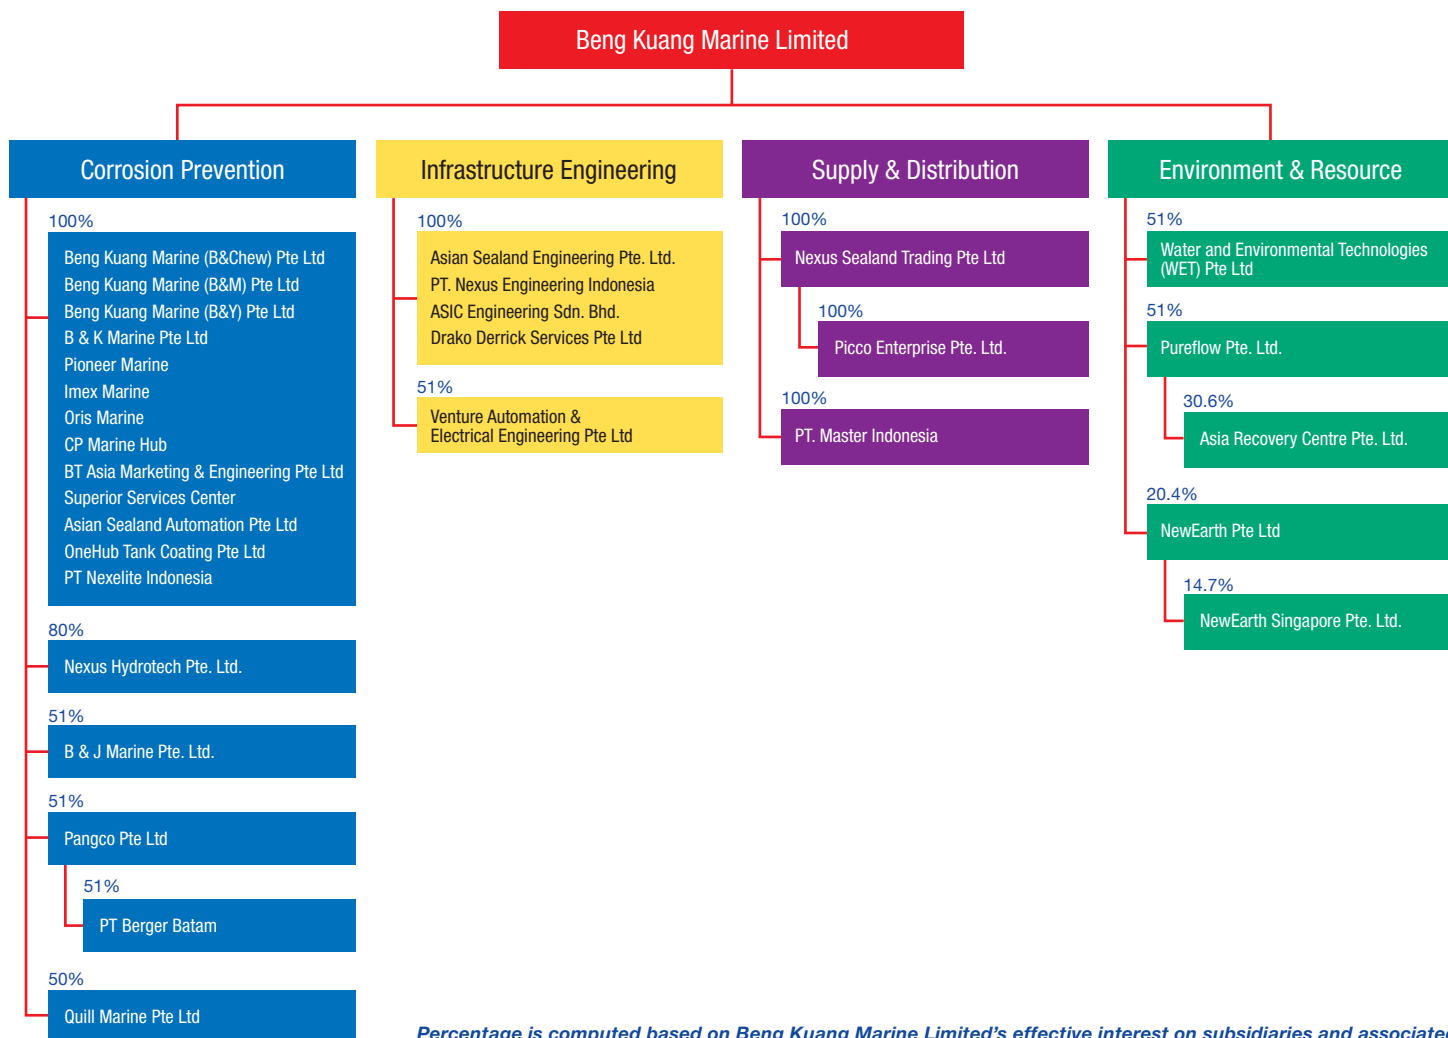 Beng Kuang Marine Limited
Corrosion Prevention
100%
Beng Kuang Marine (B&Chew) Pte Ltd
Beng Kuang Marine (B&M) Pte Ltd
Beng Kuang Marine (B&Y) Pte Ltd
B & K Marine Pte Ltd
Pioneer Marine
Imex Marine
Oris Marine
CP Marine Hub
BT Asia Marketing & Engineering Pte Ltd
Superior Services Center
Asian Sealand Automation Pte Ltd
OneHub Tank Coating Pte Ltd
PT Nexelite Indonesia
80%
Nexus Hydrotech Pte. Ltd.
51%
B & J Marine Pte. Ltd.
51%
Pangco Pte Ltd
51%
PT Berger Batam
50%
Quill Marine Pte Ltd
Infrastructure Engineering
100%
Asian Sealand Engineering Pte. Ltd.
PT. Nexus Engineering Indonesia
ASIC Engineering Sdn. Bhd.
Drako Derrick Services Pte Ltd
51%
Venture Automation &
Electrical Engineering Pte Ltd
Supply & Distribution
100%
Nexus Sealand Trading Pte Ltd
100%
Picco Enterprise Pte. Ltd.
100%
PT. Master Indonesia
Environment & Resource
51%
Water and Environmental Technologies
(WET) Pte Ltd
51%
Pureflow Pte. Ltd.
30.6%
Asia Recovery Centre Pte. Ltd.
20.4%
NewEarth Pte Ltd
14.7%
NewEarth Singapore Pte. Ltd.
Percentage is computed based on Beng Kuang Marine Limited's effective interest on subsidiaries and associated